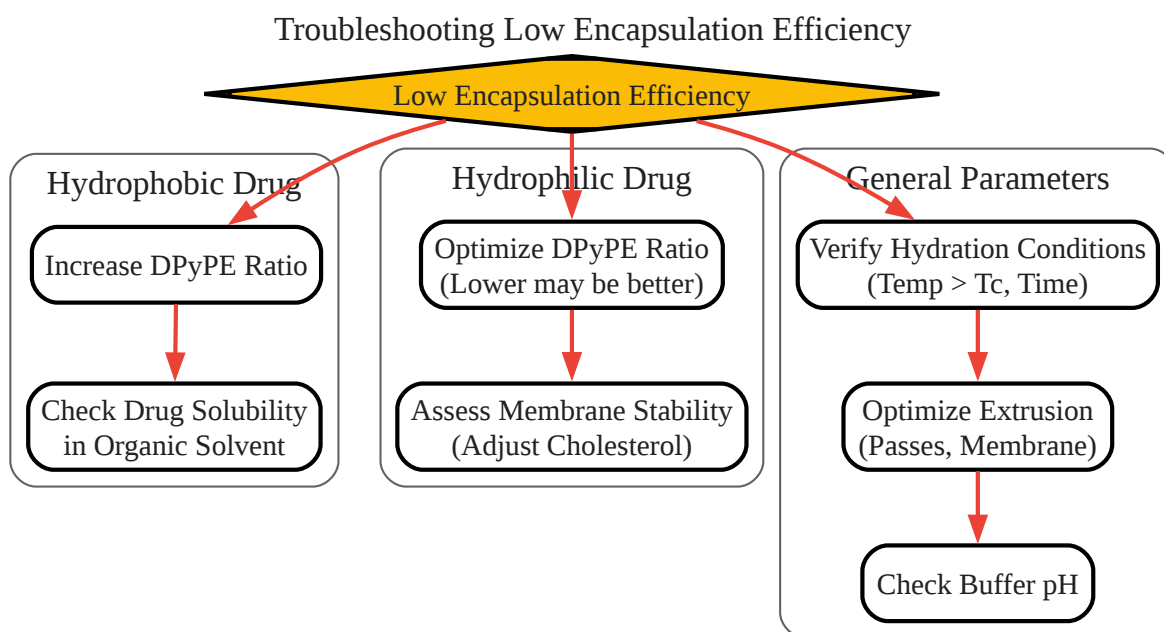 Troubleshooting Low Encapsulation Efficiency
Low Encapsulation Efficiency
Hydrophobic Drug
Increase DPyPE Ratio
Check Drug Solubility
in Organic Solvent
Hydrophilic Drug
Optimize DPyPE Ratio
(Lower may be better)
Assess Membrane Stability
(Adjust Cholesterol)
General Parameters
Verify Hydration Conditions
(Temp > Tc, Time)
Optimize Extrusion
(Passes, Membrane)
Check Buffer pH